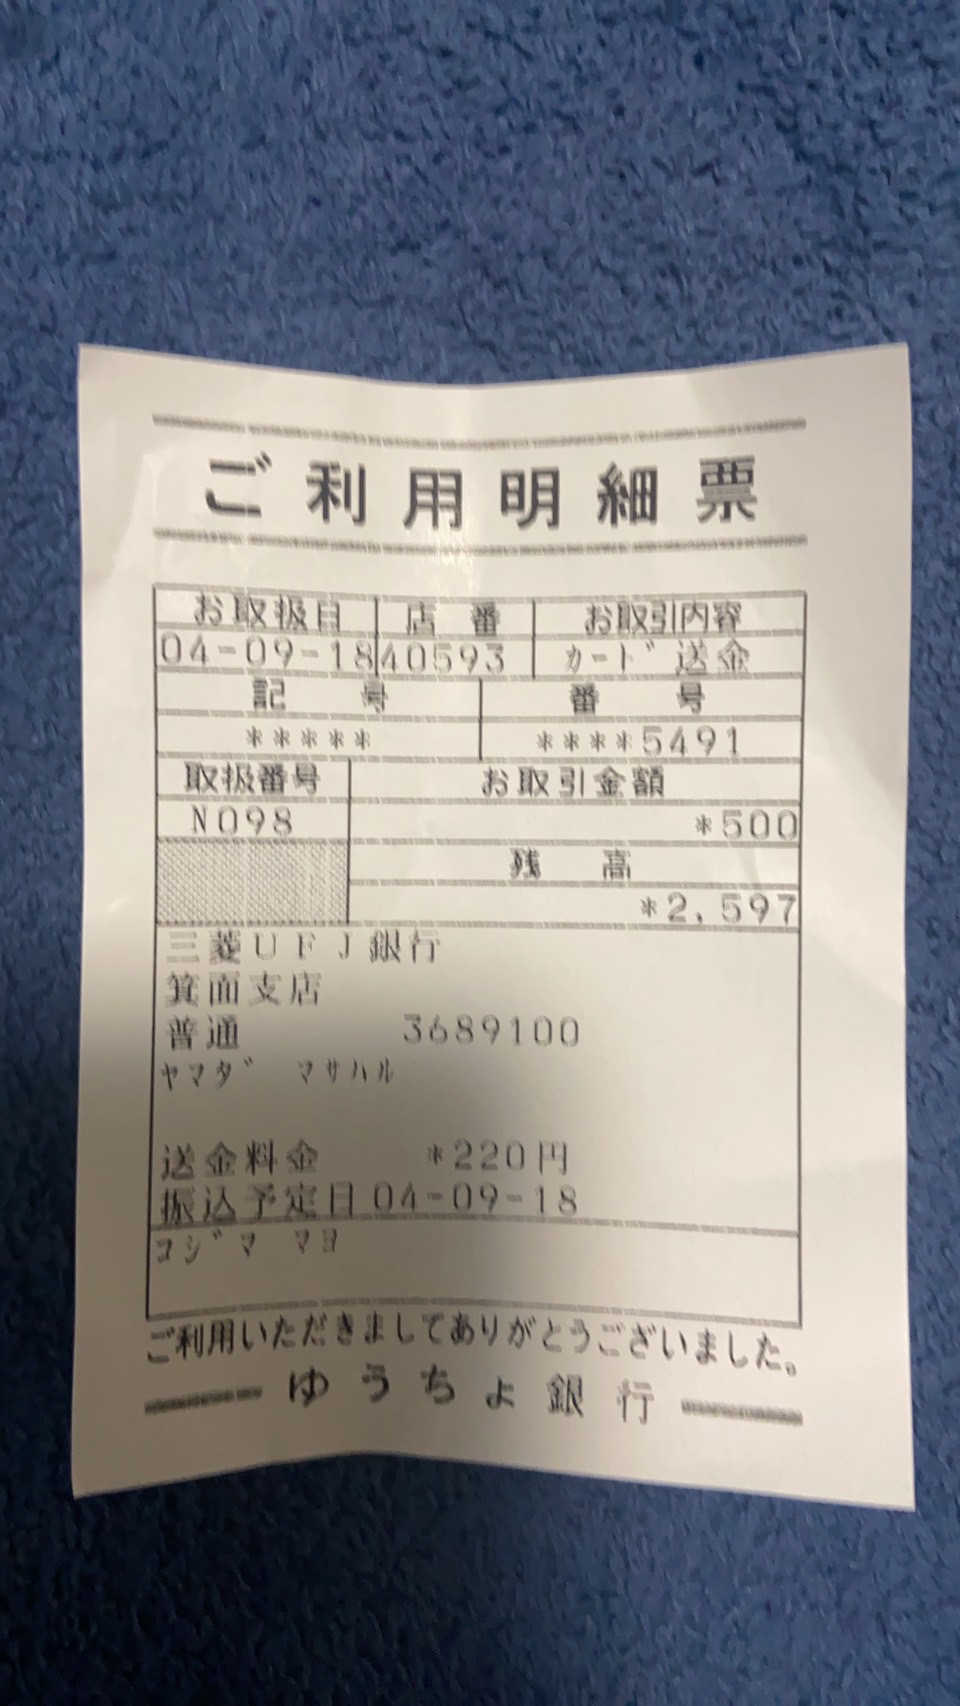 ご利用明細票
お取扱日 店番 お取引内容
04-09-18 40593 カード送金
記号 番号
***** ****5491
取扱番号 お取引金額
N098 *500
残高
*2,597
三菱UFJ銀行
箕面支店
普通 3689100
ヤマダ マサハル
送金料金 *220円
振込予定日04-09-18
コジマ マヨ
ご利用いただきましてありがとうございました。
ゆうちょ銀行